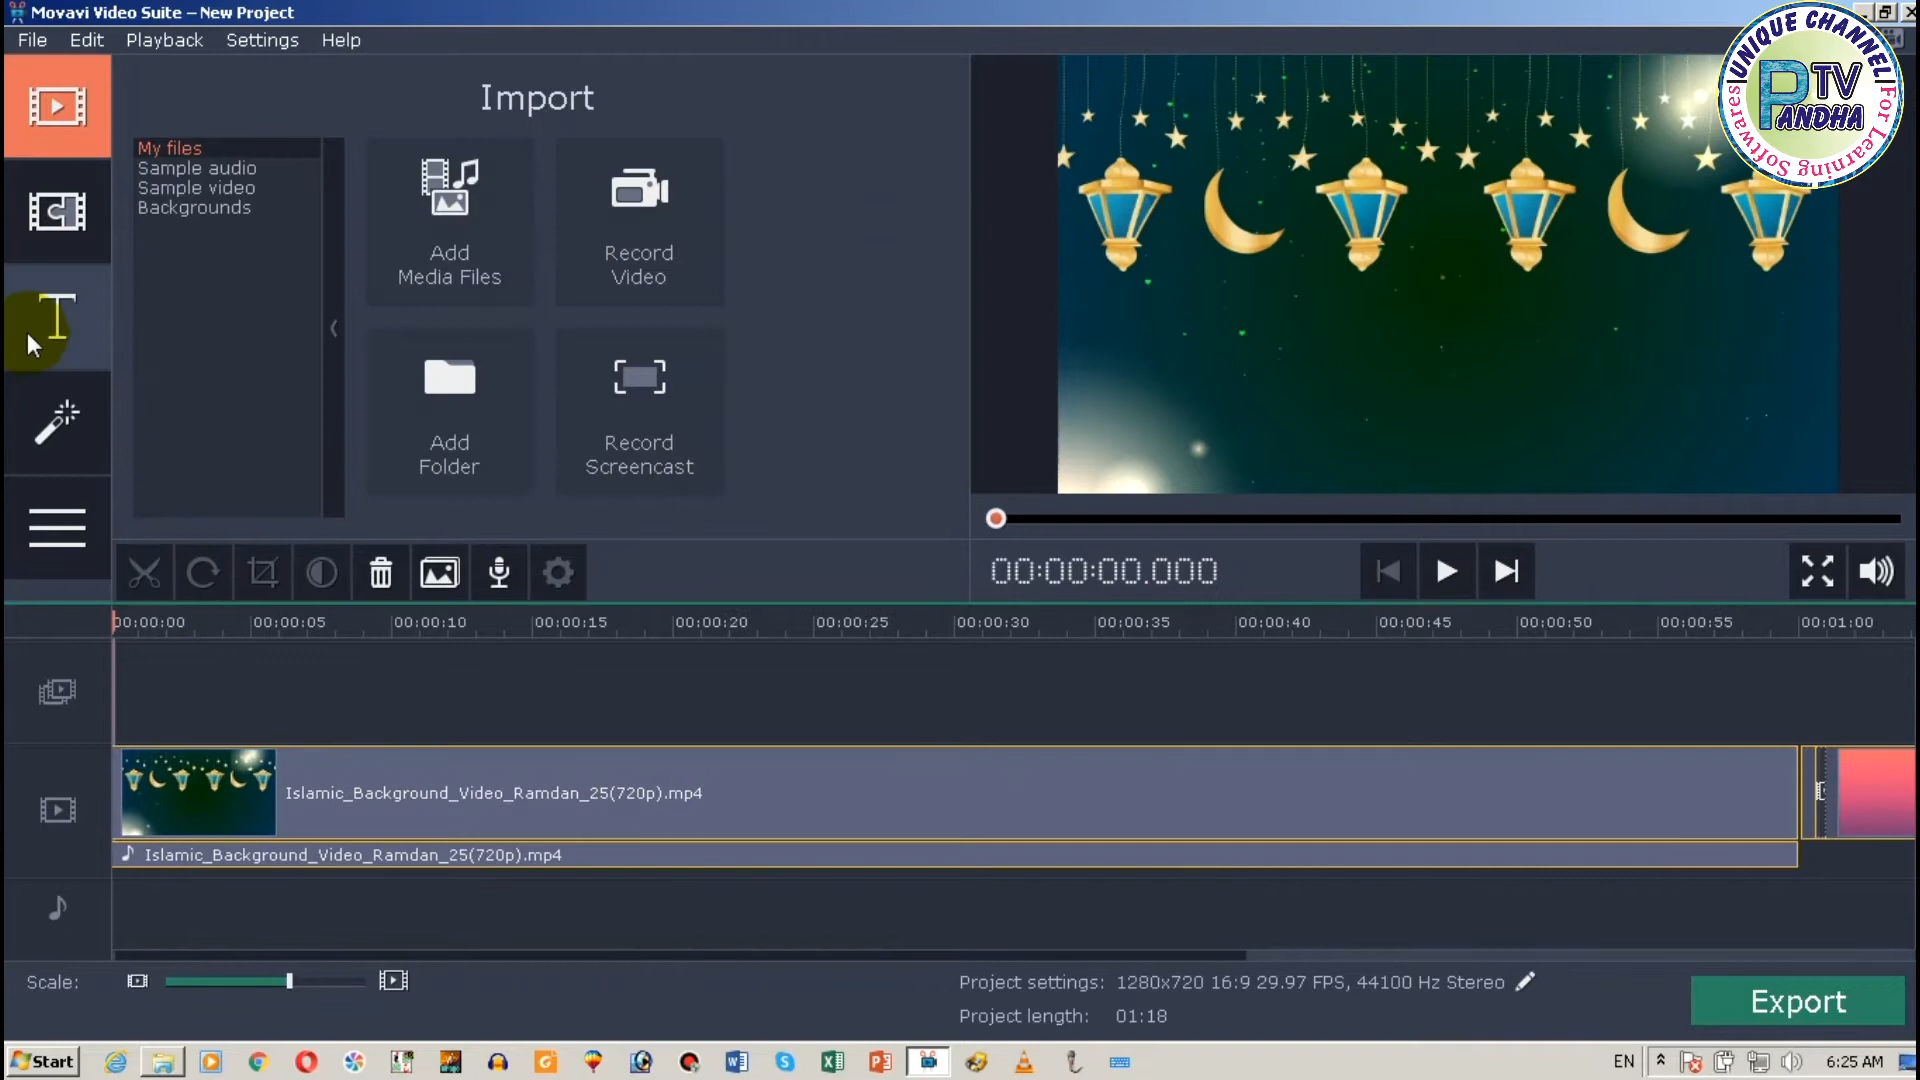 Movavi Video Suite – New Project
File Edit Playback Settings Help
UNIQUE CHANNEL
For Learning Softwares
PANDHA TV
Import
My files
Sample audio
Sample video
Backgrounds
Add
Media Files
Record
Video
Add
Folder
Record
Screencast
00:00:00.000
00:00:00 00:00:05 00:00:10 00:00:15 00:00:20 00:00:25 00:00:30 00:00:35 00:00:40 00:00:45 00:00:50 00:00:55 00:01:00
Islamic_Background_Video_Ramdan_25(720p).mp4
Islamic_Background_Video_Ramdan_25(720p).mp4
Scale:
Project settings: 1280x720 16:9 29.97 FPS, 44100 Hz Stereo
Project length: 01:18
Export
Start
EN
6:25 AM